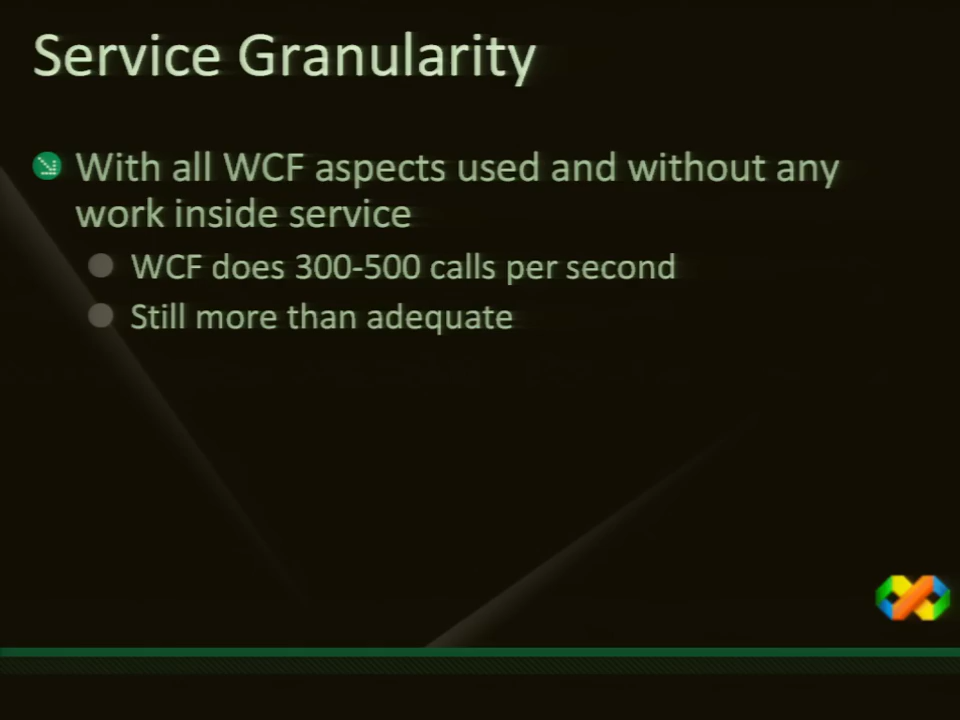 Service Granularity
With all WCF aspects used and without any
work inside service
WCF does 300-500 calls per second
Still more than adequate